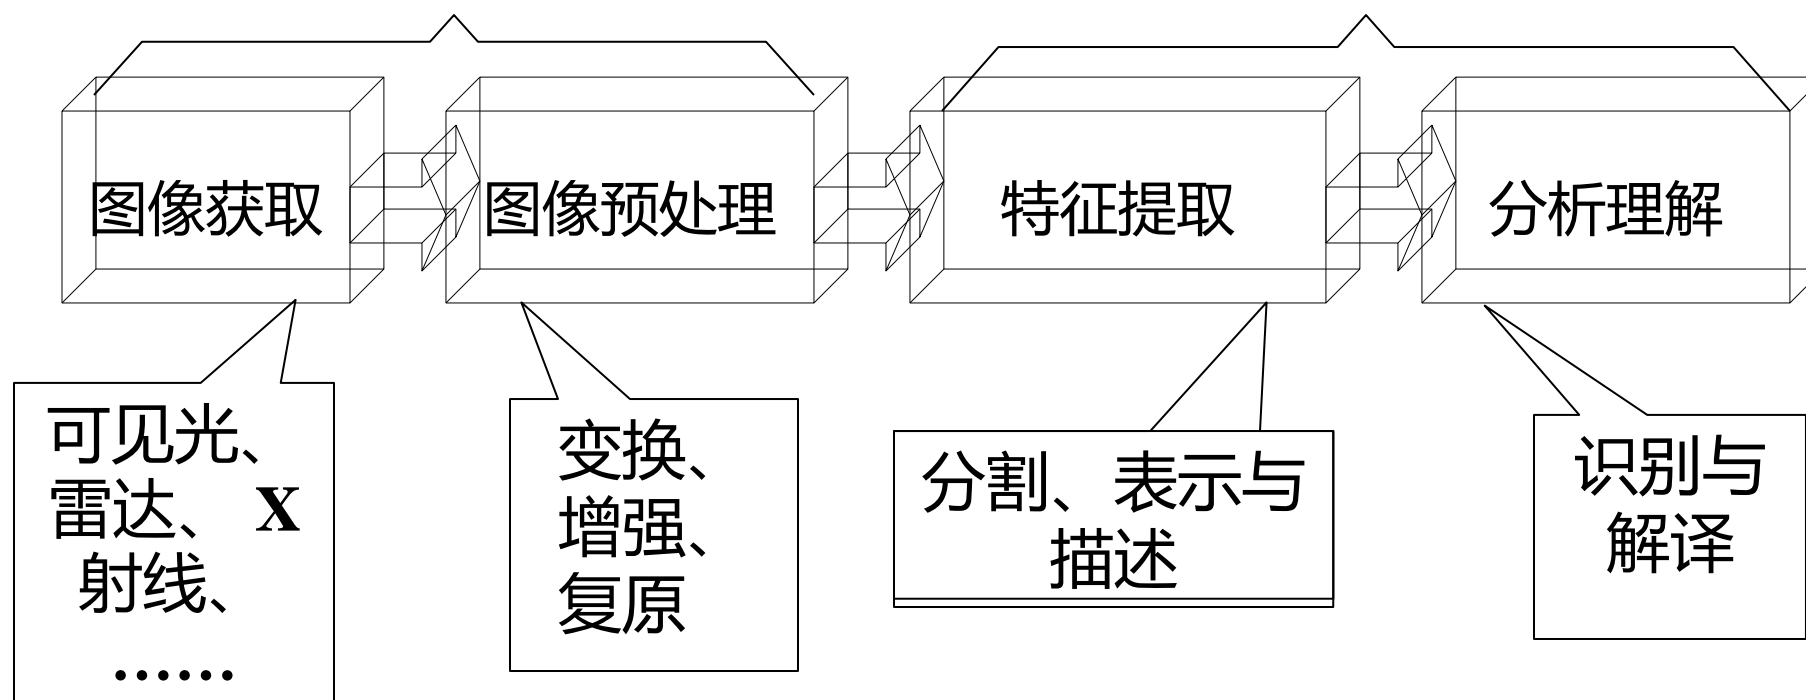 图像获取
图像预处理
特征提取
分析理解
可见光、
雷达、 X
射线、
……
变换、
增强、
复原
分割、表示与
描述
识别与
解译